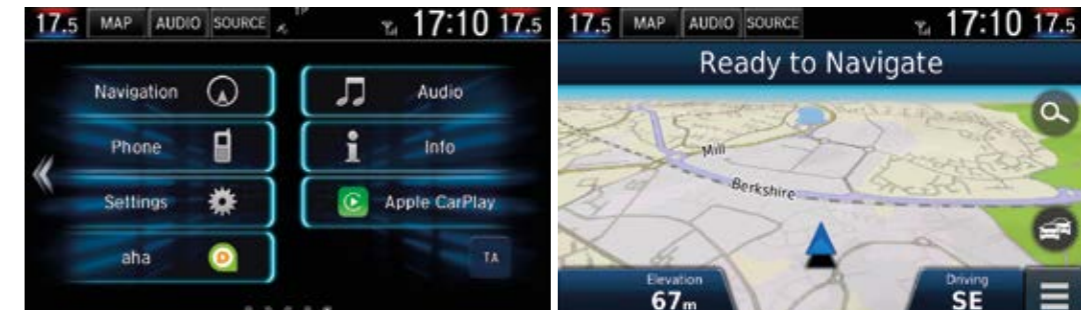 17.5 MAP AUDIO SOURCE 17:10 17.5
Navigation
Audio
Phone
Info
Settings
Apple CarPlay
aha
TA
17.5 MAP AUDIO SOURCE 17:10 17.5
Ready to Navigate
Mill
Berkshire
Elevation
67m
Driving
SE